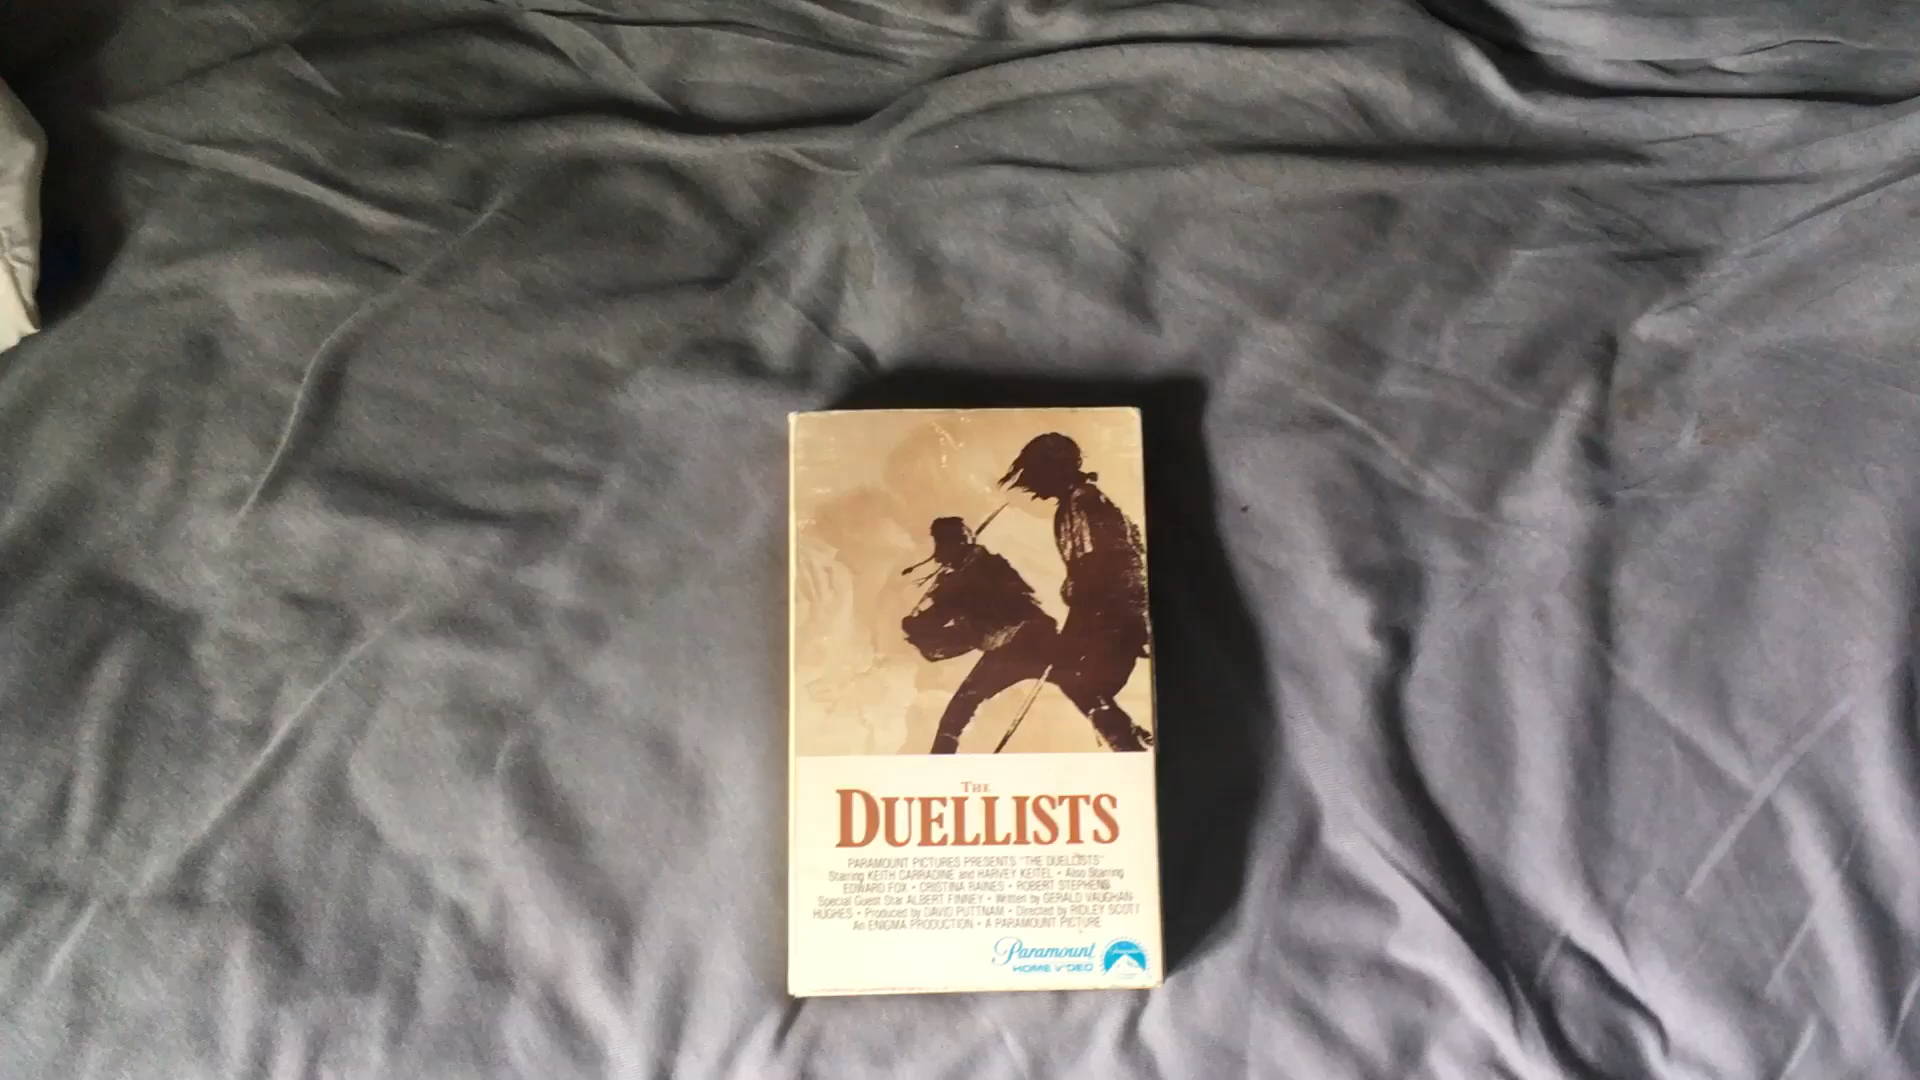 THE
DUELLISTS
PARAMOUNT PICTURES PRESENTS "THE DUELLISTS"
Starring KEITH CARRADINE and HARVEY KEITEL • Also Starring
EDWARD FOX • CRISTINA RAINES • ROBERT STEPHENS
Special Guest Star ALBERT FINNEY • Written by GERALD VAUGHAN-
HUGHES • Produced by DAVID PUTTNAM • Directed by RIDLEY SCOTT
An ENIGMA PRODUCTION • A PARAMOUNT PICTURE
Paramount
HOME VIDEO